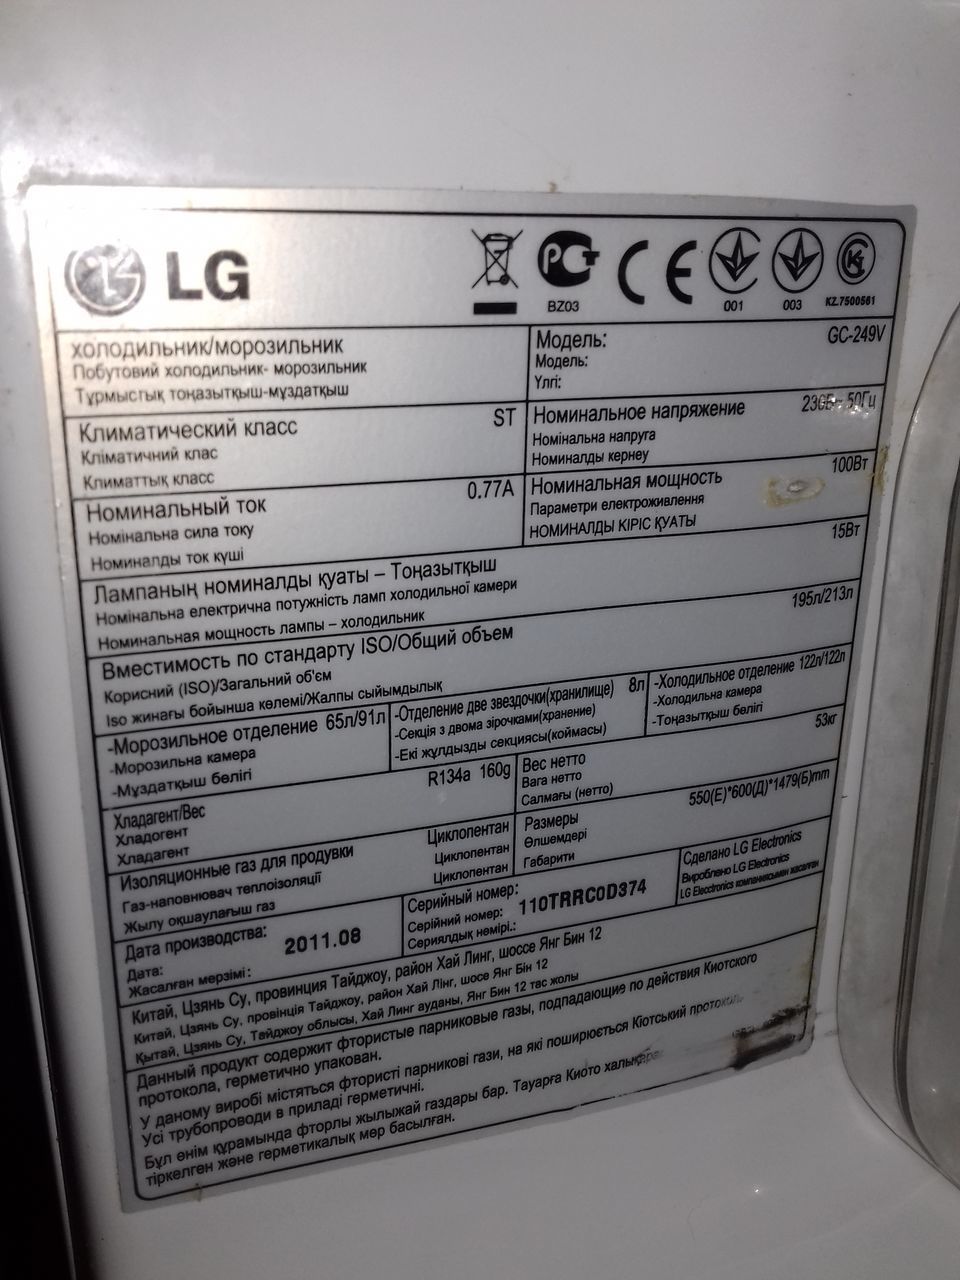 LG
BZ03
001
003
KZ.7500561
ХОЛОДИЛЬНИК/МОРОЗИЛЬНИК
Побутовий холодильник- морозильник
Тұрмыстық тоңазытқыш-мұздатқыш
Модель: GC-249V
Модель:
Үлгі:
Климатический класс ST
Кліматичний клас
Климаттық класс
Номинальное напряжение 230В~ 50Гц
Номінальна напруга
Номиналды кернеу
Номинальный ток 0.77A
Номінальна сила току
Номиналды ток күші
Номинальная мощность 100Вт
Параметри електроживлення
НОМИНАЛДЫ КІРІС ҚУАТЫ
Лампаның номиналды қуаты – Тоңазытқыш 15Вт
Номінальна електрична потужність ламп холодильної камери
Номинальная мощность лампы – холодильник
Вместимость по стандарту ISO/Общий объем 195л/213л
Корисний (ISO)/Загальний об'єм
Iso жинағы бойынша көлемі/Жалпы сыйымдылық
-Морозильное отделение 65л/91л
-Морозильна камера
-Мұздатқыш бөлігі
-Отделение две звездочки(хранилище) 8л
-Секція з двома зірочками(хранение)
-Екі жұлдызды секциясы(коймасы)
-Холодильное отделение 122л/122л
-Холодильна камера
-Тоңазытқыш бөлігі
Хладагент/Вес R134a 160g
Хладогент
Хладагент
Вес нетто 53кг
Вага нетто
Салмағы (нетто)
Изоляционные газ для продувки Циклопентан
Газ-наповнювач теплоізоляції Циклопентан
Жылу оқшаулағыш газ Циклопентан
Размеры 550(Е)*600(Д)*1479(Б)mm
Өлшемдері
Габарити
Дата производства: 2011.08
Дата:
Жасалған мерзімі:
Серийный номер: 110TRRC0D374
Серійний номер:
Сериялдық немірі.:
Сделано LG Electronics
Вироблено LG Electronics
LG Elecctronics компаниясымен жасалған
Китай, Цзянь Су, провинция Тайджоу, район Хай Линг, шоссе Янг Бин 12
Китай, Цзянь Су, провінція Тайджоу, район Хай Лінг, шосе Янг Бін 12
Қытай, Цзянь Су, Тайджоу облысы, Хай Линг ауданы, Янг Бин 12 тас жолы
Данный продукт содержит фтористые парниковые газы, подпадающие по действия Киотского
протокола, герметично упакован.
У даному виробі містяться фтористі парникові гази, на які поширюється Кіотський
Усі трубопроводи в приладі герметичні.
Бұл өнім құрамында фторлы жылыжай газдары бар. Тауарға Киото
тіркелген және герметикалық мөр басылған.